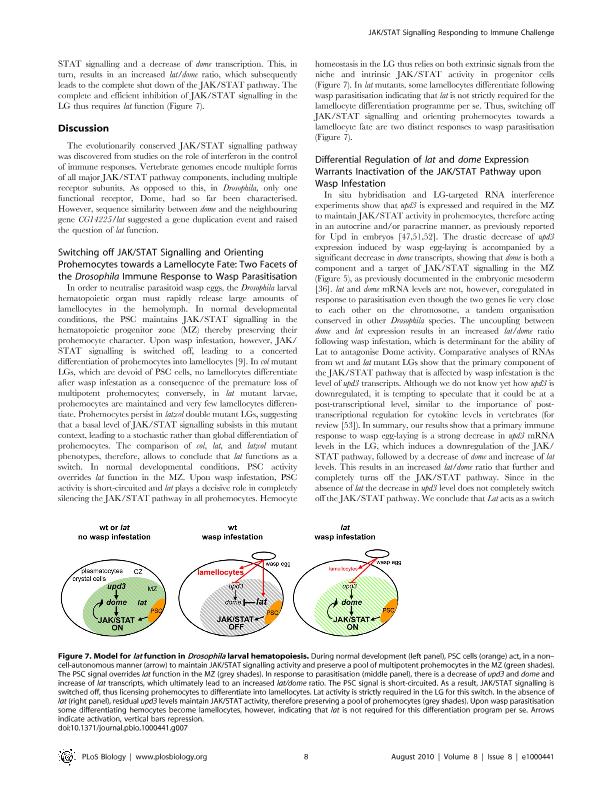 JAK/STAT Signalling Responding to Immune Challenge
STAT signalling and a decrease of dome transcription. This, in
turn, results in an increased lat/dome ratio, which subsequently
leads to the complete shut down of the JAK/STAT pathway. The
complete and efficient inhibition of JAK/STAT signalling in the
LG thus requires lat function (Figure 7).
Discussion
The evolutionarily conserved JAK/STAT signalling pathway
was discovered from studies on the role of interferon in the control
of immune responses. Vertebrate genomes encode multiple forms
of all major JAK/STAT pathway components, including multiple
receptor subunits. As opposed to this, in Drosophila, only one
functional receptor, Dome, had so far been characterised.
However, sequence similarity between dome and the neighbouring
gene CG14225/lat suggested a gene duplication event and raised
the question of lat function.
Switching off JAK/STAT Signalling and Orienting
Prohemocytes towards a Lamellocyte Fate: Two Facets of
the Drosophila Immune Response to Wasp Parasitisation
In order to neutralise parasitoid wasp eggs, the Drosophila larval
hematopoietic organ must rapidly release large amounts of
lamellocytes in the hemolymph. In normal developmental
conditions, the PSC maintains JAK/STAT signalling in the
hematopoietic progenitor zone (MZ) thereby preserving their
prohemocyte character. Upon wasp infestation, however, JAK/
STAT signalling is switched off, leading to a concerted
differentiation of prohemocytes into lamellocytes [9]. In col mutant
LGs, which are devoid of PSC cells, no lamellocytes differentiate
after wasp infestation as a consequence of the premature loss of
multipotent prohemocytes; conversely, in lat mutant larvae,
prohemocytes are maintained and very few lamellocytes differen-
tiate. Prohemocytes persist in latxcol double mutant LGs, suggesting
that a basal level of JAK/STAT signalling subsists in this mutant
context, leading to a stochastic rather than global differentiation of
prohemocytes. The comparison of col, lat, and latxcol mutant
phenotypes, therefore, allows to conclude that lat functions as a
switch. In normal developmental conditions, PSC activity
overrides lat function in the MZ. Upon wasp infestation, PSC
activity is short-circuited and lat plays a decisive role in completely
silencing the JAK/STAT pathway in all prohemocytes. Hemocyte
homeostasis in the LG thus relies on both extrinsic signals from the
niche and intrinsic JAK/STAT activity in progenitor cells
(Figure 7). In lat mutants, some lamellocytes differentiate following
wasp parasitisation indicating that lat is not strictly required for the
lamellocyte differentiation programme per se. Thus, switching off
JAK/STAT signalling and orienting prohemocytes towards a
lamellocyte fate are two distinct responses to wasp parasitisation
(Figure 7).
Differential Regulation of lat and dome Expression
Warrants Inactivation of the JAK/STAT Pathway upon
Wasp Infestation
In situ hybridisation and LG-targeted RNA interference
experiments show that upd3 is expressed and required in the MZ
to maintain JAK/STAT activity in prohemocytes, therefore acting
in an autocrine and/or paracrine manner, as previously reported
for Upd in embryos [47,51,52]. The drastic decrease of upd3
expression induced by wasp egg-laying is accompanied by a
significant decrease in dome transcripts, showing that dome is both a
component and a target of JAK/STAT signalling in the MZ
(Figure 5), as previously documented in the embryonic mesoderm
[36]. lat and dome mRNA levels are not, however, coregulated in
response to parasitisation even though the two genes lie very close
to each other on the chromosome, a tandem organisation
conserved in other Drosophila species. The uncoupling between
dome and lat expression results in an increased lat/dome ratio
following wasp infestation, which is determinant for the ability of
Lat to antagonise Dome activity. Comparative analyses of RNAs
from wt and lat mutant LGs show that the primary component of
the JAK/STAT pathway that is affected by wasp infestation is the
level of upd3 transcripts. Although we do not know yet how upd3 is
downregulated, it is tempting to speculate that it could be at a
post-transcriptional level, similar to the importance of post-
transcriptional regulation for cytokine levels in vertebrates (for
review [53]). In summary, our results show that a primary immune
response to wasp egg-laying is a strong decrease in upd3 mRNA
levels in the LG, which induces a downregulation of the JAK/
STAT pathway, followed by a decrease of dome and increase of lat
levels. This results in an increased lat/dome ratio that further and
completely turns off the JAK/STAT pathway. Since in the
absence of lat the decrease in upd3 level does not completely switch
off the JAK/STAT pathway. We conclude that Lat acts as a switch
wt or lat
no wasp infestation
plasmatocytes
crystal cells
CZ
upd3
MZ
dome
lat
PSC
JAK/STAT
ON
wt
wasp infestation
wasp egg
lamellocytes
upd3
dome
lat
PSC
JAK/STAT
OFF
lat
wasp infestation
wasp egg
lamellocytes
upd3
dome
PSC
JAK/STAT
ON
Figure 7. Model for lat function in Drosophila larval hematopoiesis. During normal development (left panel), PSC cells (orange) act, in a non–
cell-autonomous manner (arrow) to maintain JAK/STAT signalling activity and preserve a pool of multipotent prohemocytes in the MZ (green shades).
The PSC signal overrides lat function in the MZ (grey shades). In response to parasitisation (middle panel), there is a decrease of upd3 and dome and
increase of lat transcripts, which ultimately lead to an increased lat/dome ratio. The PSC signal is short-circuited. As a result, JAK/STAT signalling is
switched off, thus licensing prohemocytes to differentiate into lamellocytes. Lat activity is strictly required in the LG for this switch. In the absence of
lat (right panel), residual upd3 levels maintain JAK/STAT activity, therefore preserving a pool of prohemocytes (grey shades). Upon wasp parasitisation
some differentiating hemocytes become lamellocytes, however, indicating that lat is not required for this differentiation program per se. Arrows
indicate activation, vertical bars repression.
doi:10.1371/journal.pbio.1000441.g007
PLoS Biology | www.plosbiology.org
8
August 2010 | Volume 8 | Issue 8 | e1000441